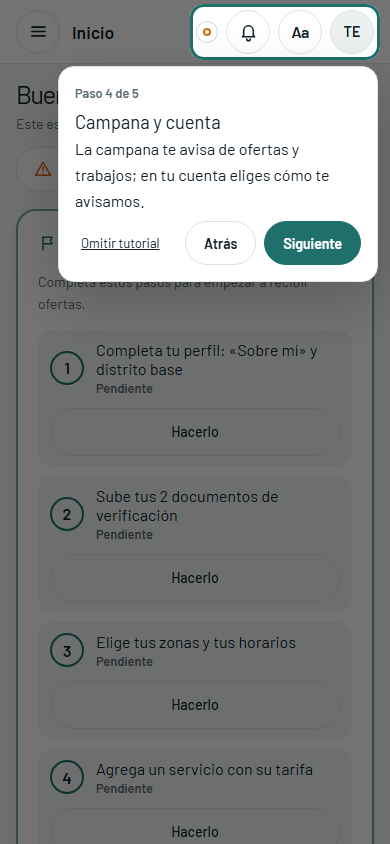 Inicio
Aa
TE
Buen
Este es
Paso 4 de 5
Campana y cuenta
La campana te avisa de ofertas y
trabajos; en tu cuenta eliges cómo te
avisamos.
Omitir tutorial
Atrás
Siguiente
Completa estos pasos para empezar a recibir
ofertas.
1
Completa tu perfil: «Sobre mí» y
distrito base
Pendiente
Hacerlo
2
Sube tus 2 documentos de
verificación
Pendiente
Hacerlo
3
Elige tus zonas y tus horarios
Pendiente
Hacerlo
4
Agrega un servicio con su tarifa
Pendiente
Hacerlo